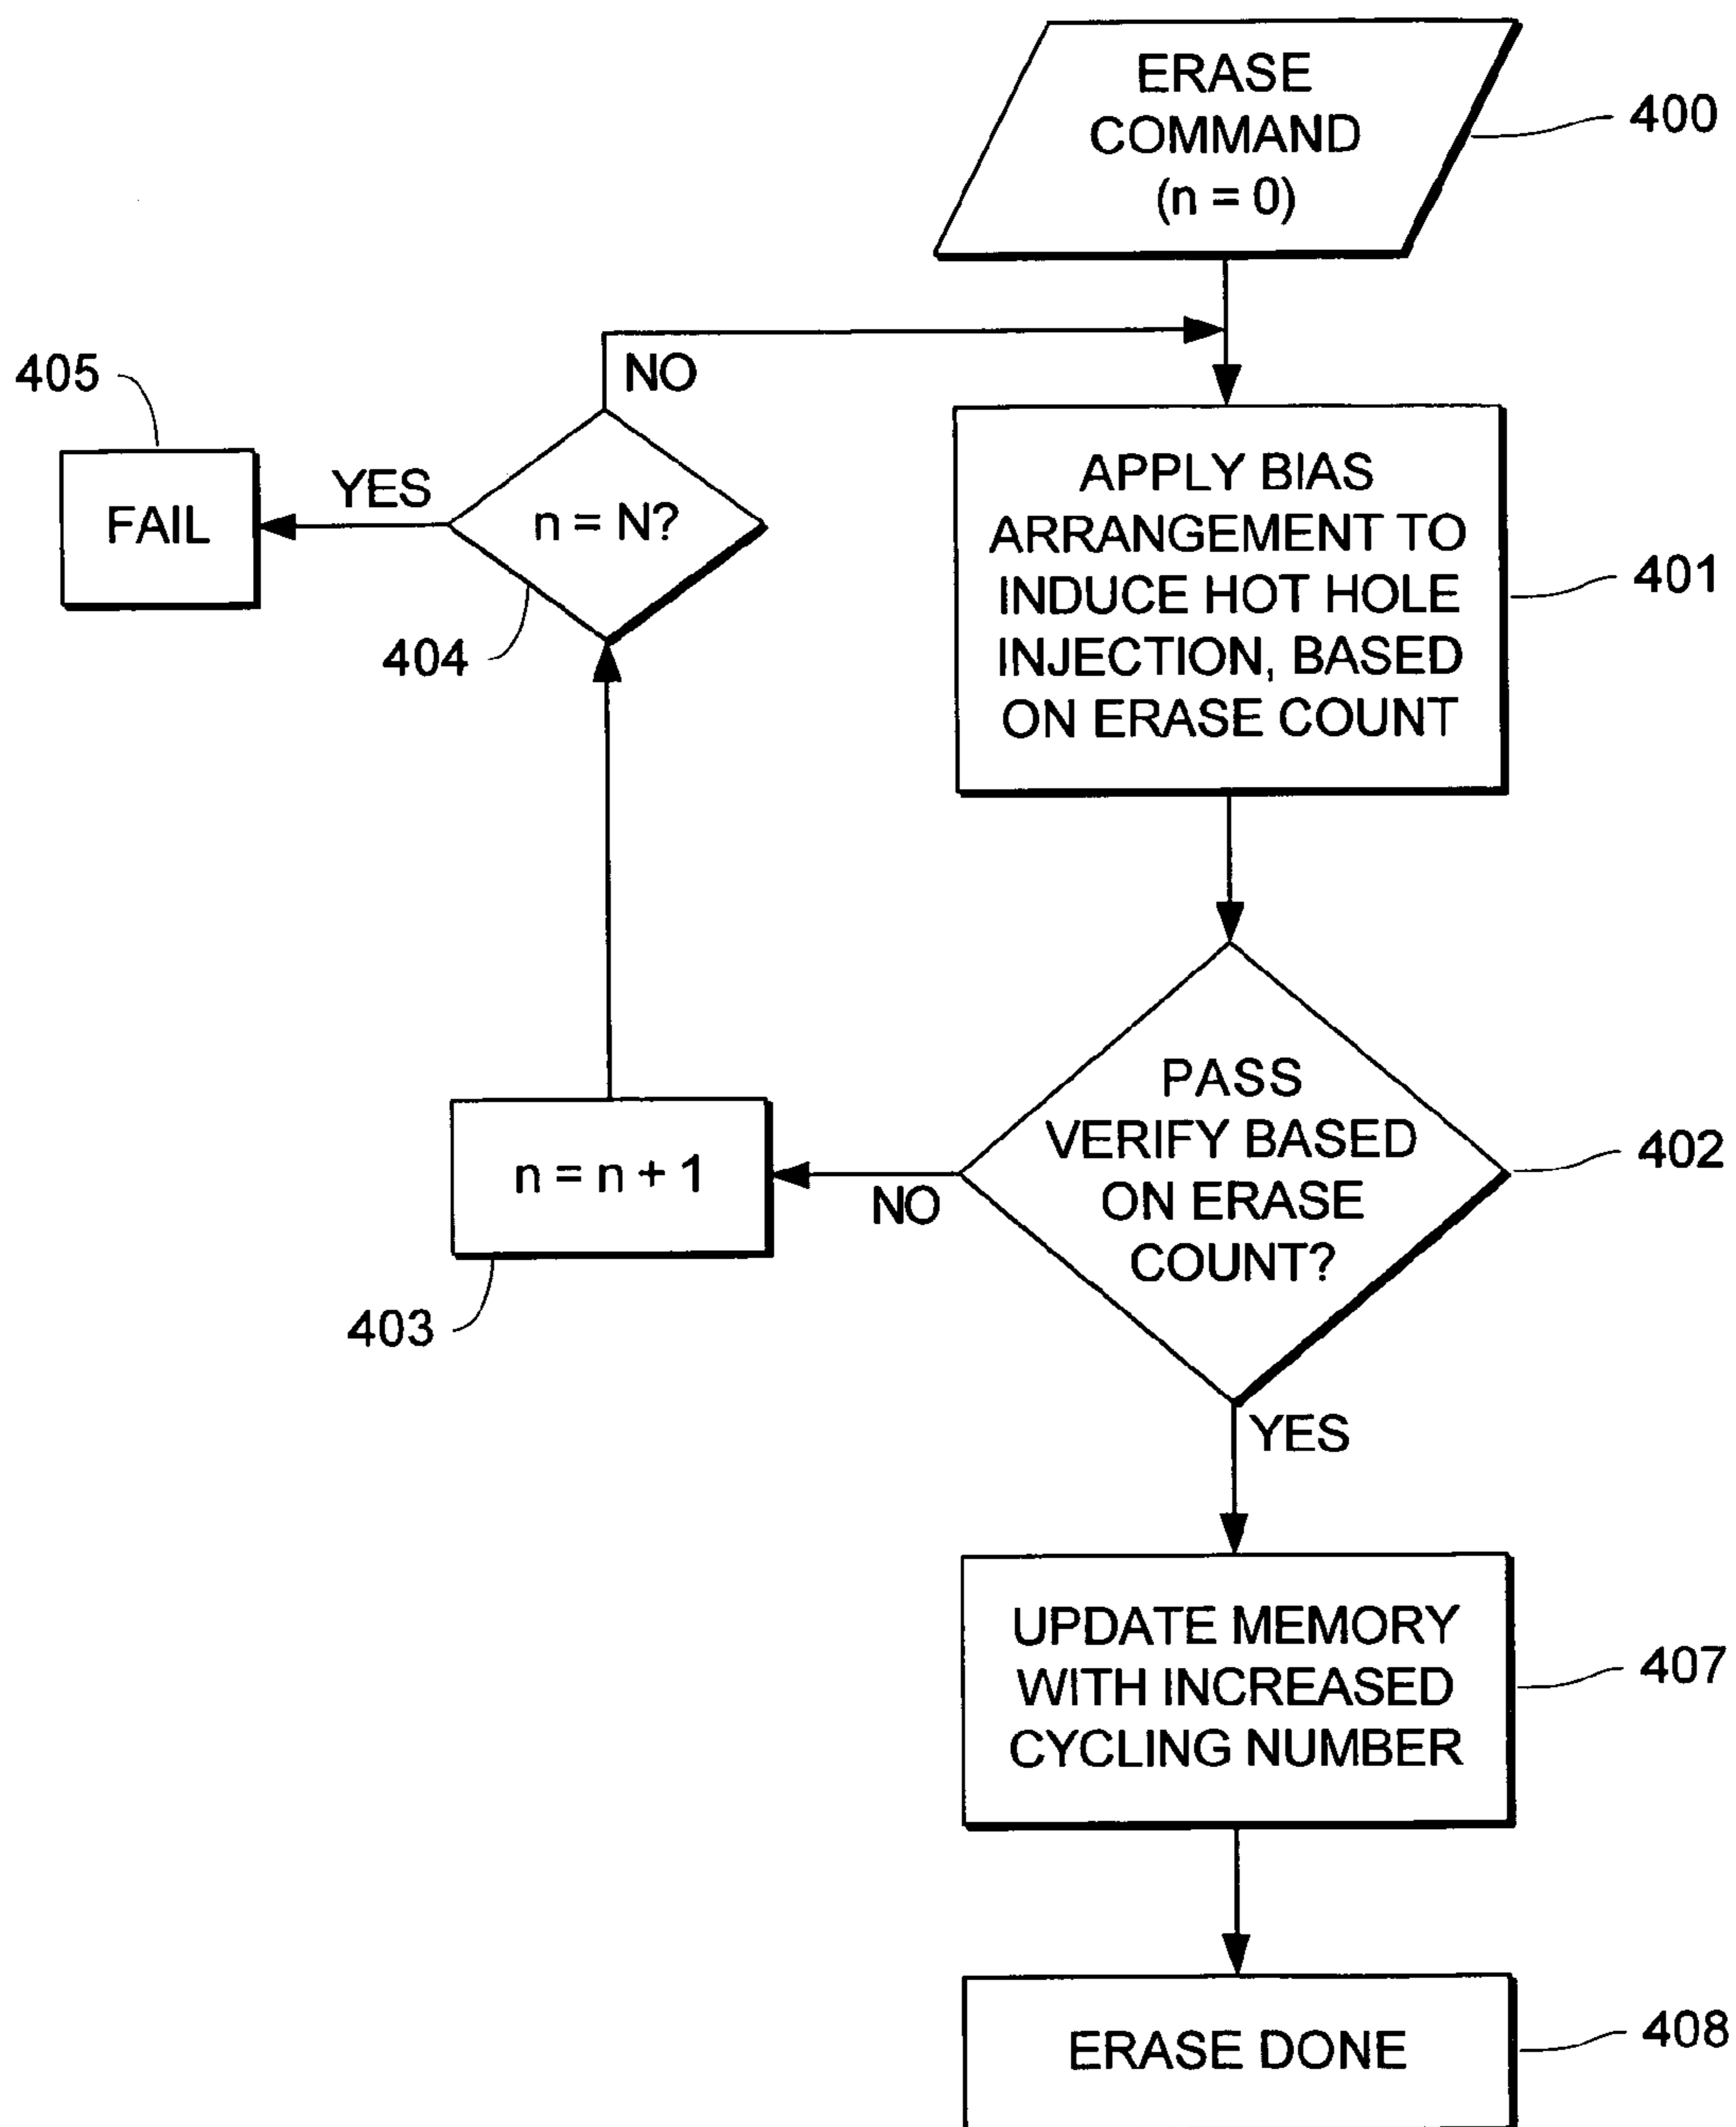 ERASE
COMMAND
(n = 0)
400
NO
405
FAIL
YES
n = N?
404
APPLY BIAS
ARRANGEMENT TO
INDUCE HOT HOLE
INJECTION, BASED
ON ERASE COUNT
401
PASS
VERIFY BASED
ON ERASE
COUNT?
402
NO
n = n + 1
403
YES
UPDATE MEMORY
WITH INCREASED
CYCLING NUMBER
407
ERASE DONE
408